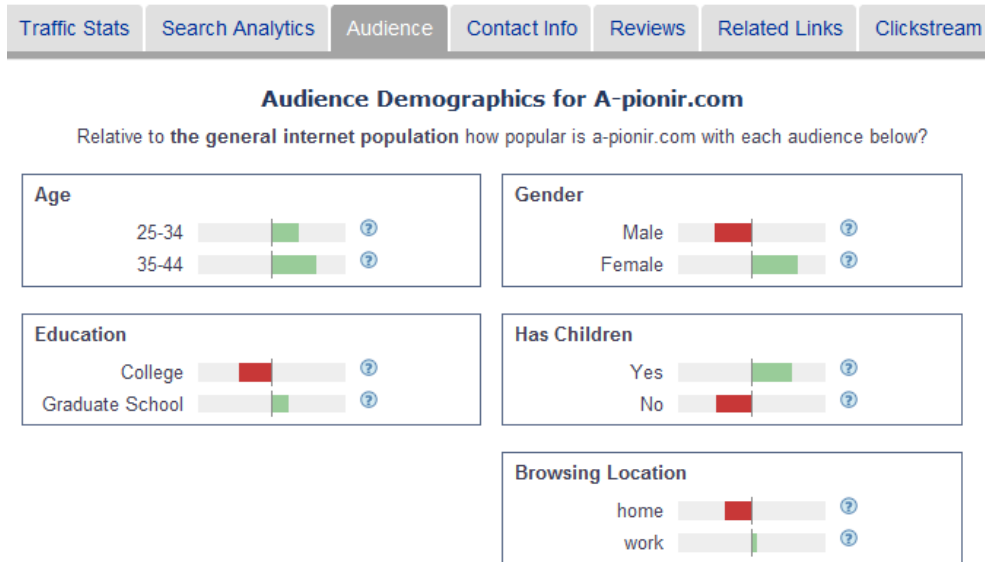 Traffic Stats Search Analytics Audience Contact Info Reviews Related Links Clickstream
Audience Demographics for A-pionir.com
Relative to the general internet population how popular is a-pionir.com with each audience below?
Age
25-34 ?
35-44 ?
Gender
Male ?
Female ?
Education
College ?
Graduate School ?
Has Children
Yes ?
No ?
Browsing Location
home ?
work ?